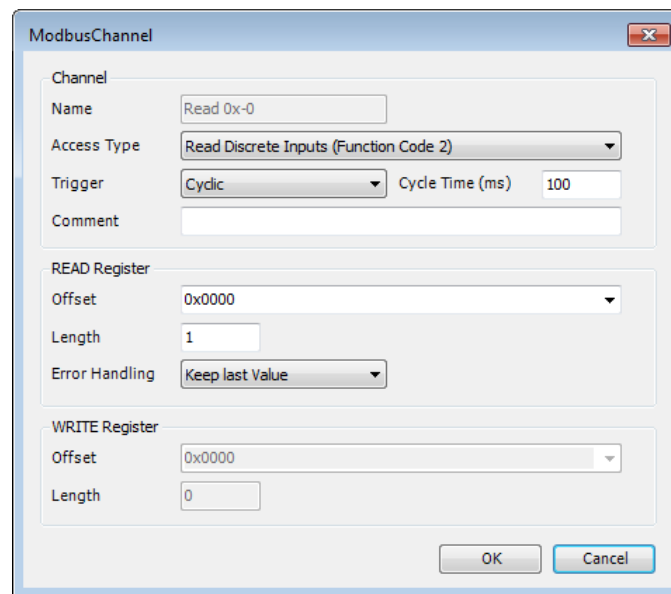 ModbusChannel
Channel
Name Read 0x-0
Access Type Read Discrete Inputs (Function Code 2)
Trigger Cyclic Cycle Time (ms) 100
Comment
READ Register
Offset 0x0000
Length 1
Error Handling Keep last Value
WRITE Register
Offset 0x0000
Length 0
OK Cancel